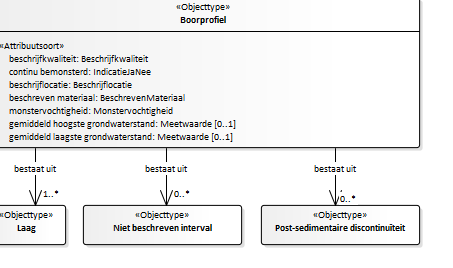 «Objecttype»
Boorprofiel
«Attribuutsoort»
beschrijfkwaliteit: Beschrijfkwaliteit
continu bemonsterd: IndicatieJaNee
beschrijflocatie: Beschrijflocatie
beschreven materiaal: BeschrevenMateriaal
monstervochtigheid: Monstervochtigheid
gemiddeld hoogste grondwaterstand: Meetwaarde [0..1]
gemiddeld laagste grondwaterstand: Meetwaarde [0..1]
bestaat uit bestaat uit bestaat uit
1..* 0..* 0..*
«Objecttype» «Objecttype» «Objecttype»
Laag Niet beschreven interval Post-sedimentaire discontinuïteit